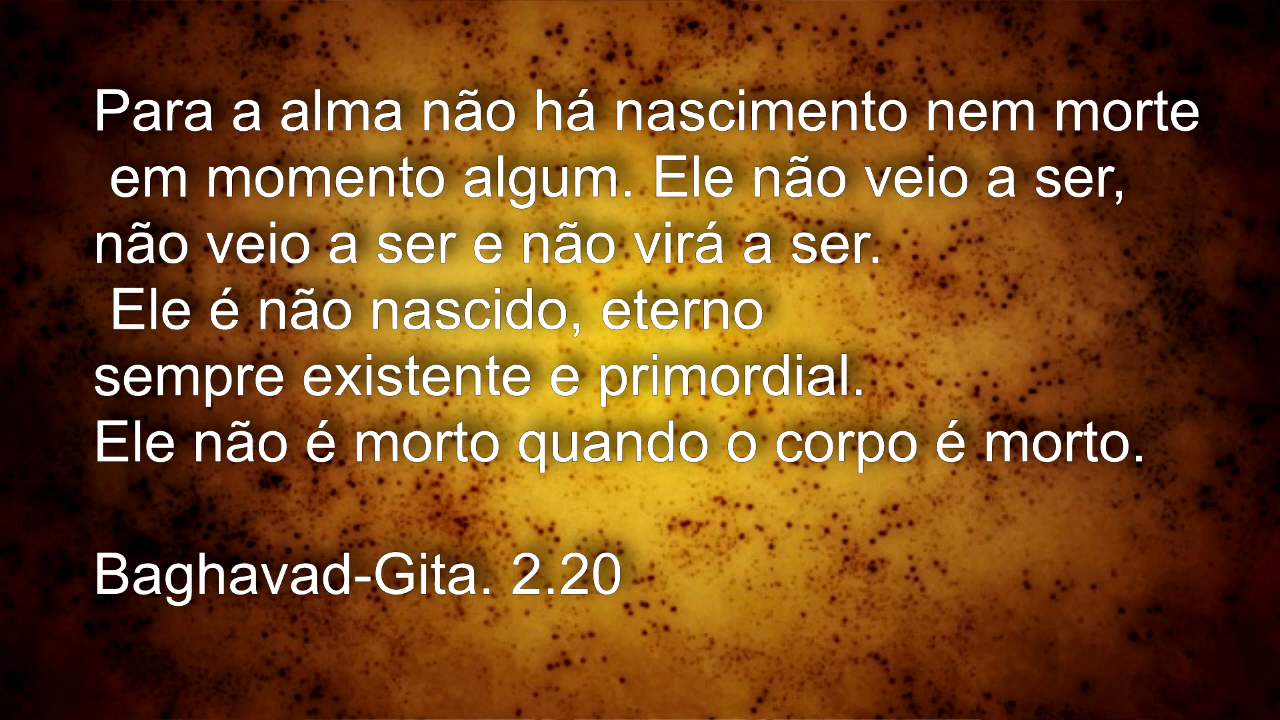 Para a alma não há nascimento nem morte
em momento algum. Ele não veio a ser,
não veio a ser e não virá a ser.
Ele é não nascido, eterno
sempre existente e primordial.
Ele não é morto quando o corpo é morto.
Baghavad-Gita. 2.20